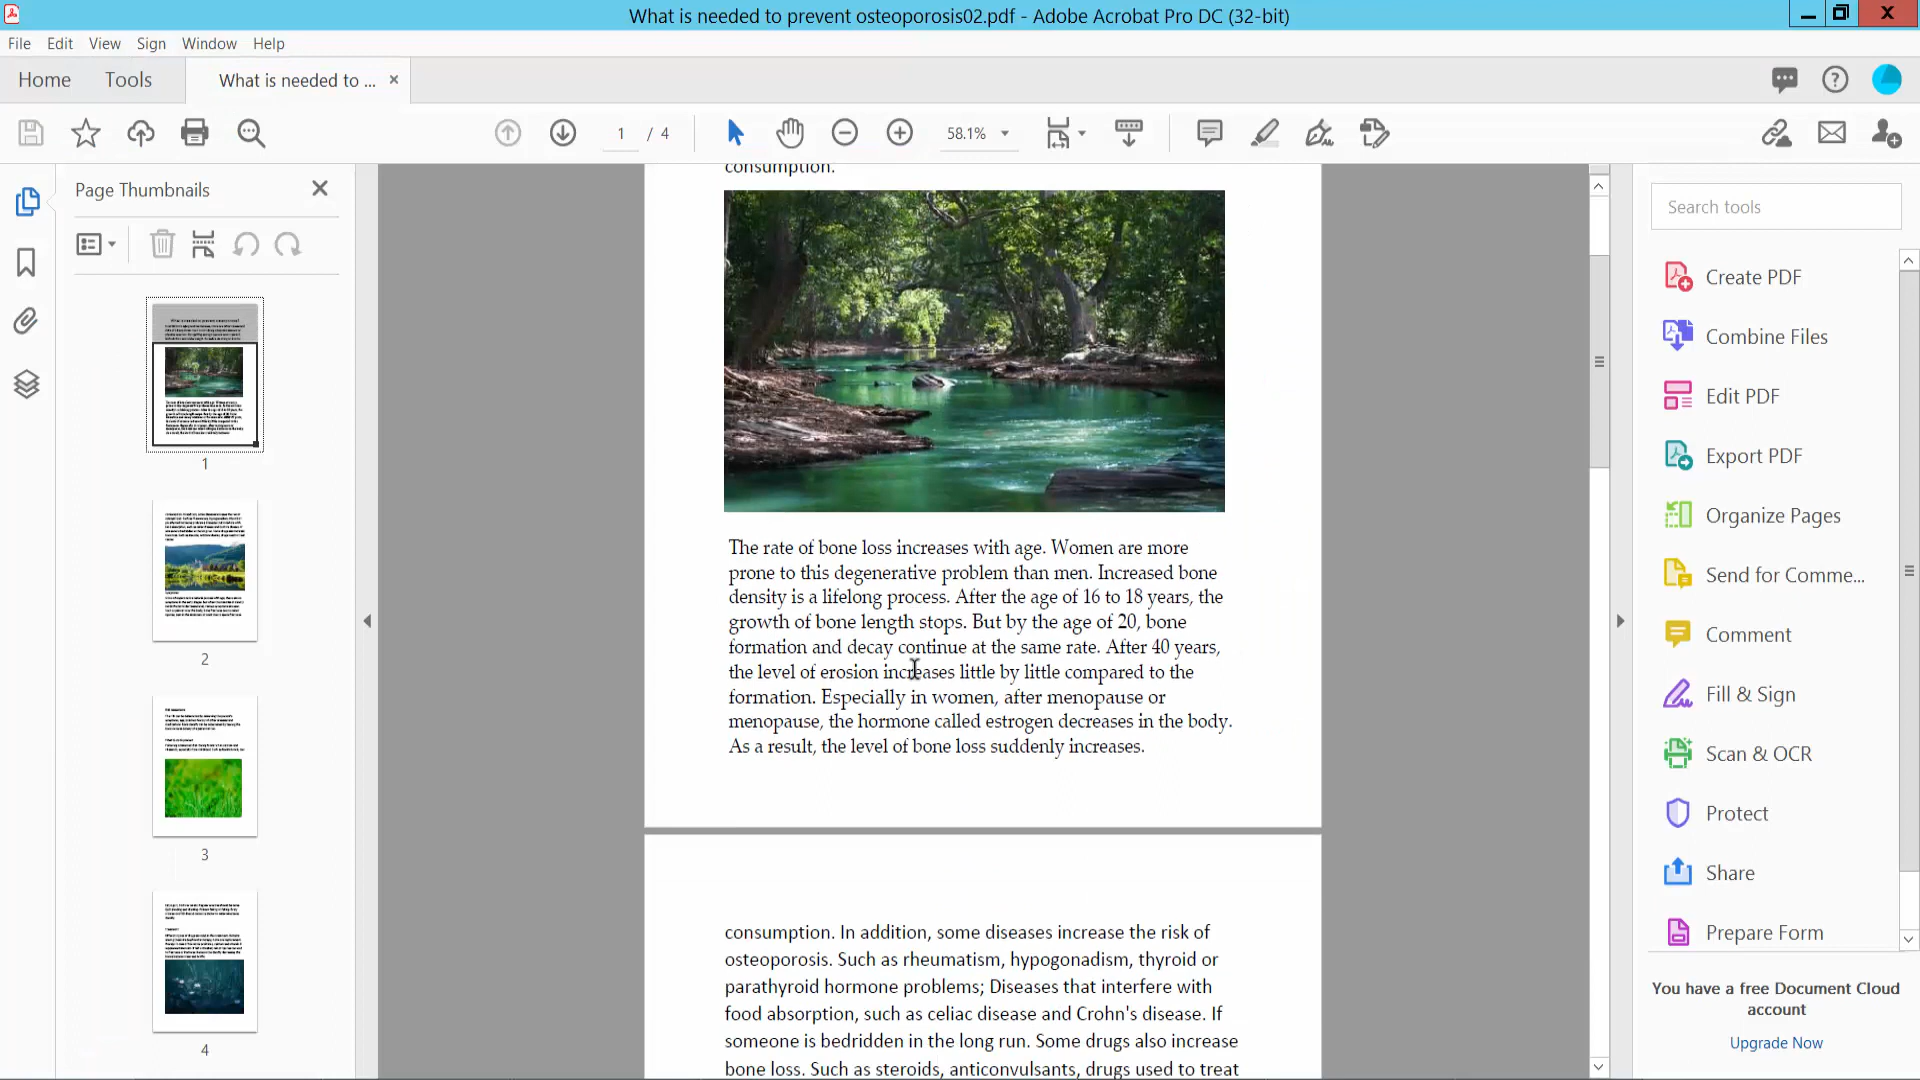 What is needed to prevent osteoporosis02.pdf - Adobe Acrobat Pro DC (32-bit)
X
File Edit View Sign Window Help
Home Tools What is needed to ... ×
1 / 4 58.1%
Page Thumbnails
1
2
3
4
consumption.
The rate of bone loss increases with age. Women are more
prone to this degenerative problem than men. Increased bone
density is a lifelong process. After the age of 16 to 18 years, the
growth of bone length stops. But by the age of 20, bone
formation and decay continue at the same rate. After 40 years,
the level of erosion increases little by little compared to the
formation. Especially in women, after menopause or
menopause, the hormone called estrogen decreases in the body.
As a result, the level of bone loss suddenly increases.
consumption. In addition, some diseases increase the risk of
osteoporosis. Such as rheumatism, hypogonadism, thyroid or
parathyroid hormone problems; Diseases that interfere with
food absorption, such as celiac disease and Crohn's disease. If
someone is bedridden in the long run. Some drugs also increase
bone loss. Such as steroids, anticonvulsants, drugs used to treat
Search tools
Create PDF
Combine Files
Edit PDF
Export PDF
Organize Pages
Send for Comme...
Comment
Fill & Sign
Scan & OCR
Protect
Share
Prepare Form
You have a free Document Cloud
account
Upgrade Now